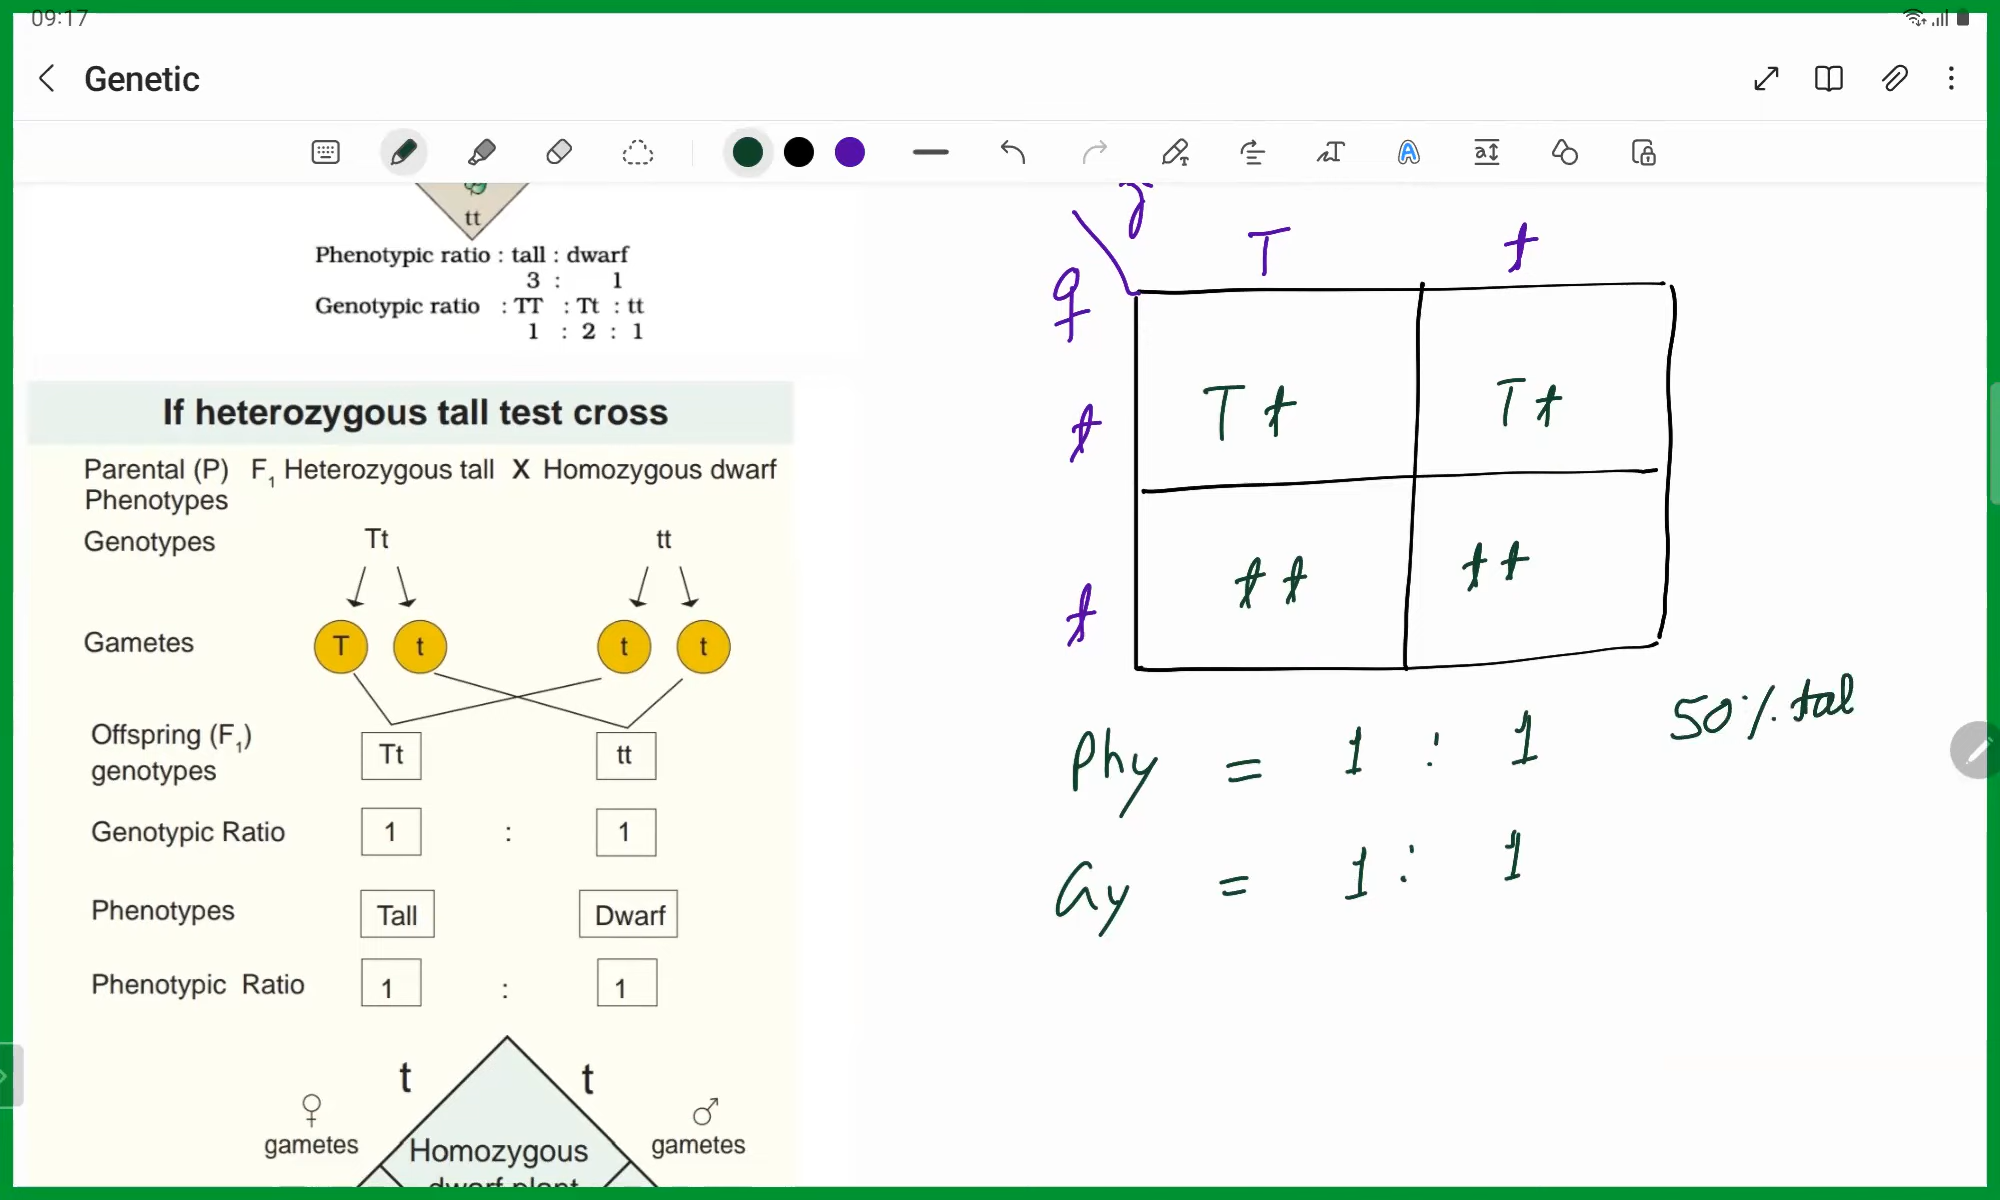 09:17
Genetic
tt
Phenotypic ratio : tall : dwarf
3 : 1
Genotypic ratio : TT : Tt : tt
1 : 2 : 1
If heterozygous tall test cross
Parental (P) F1 Heterozygous tall X Homozygous dwarf
Phenotypes
Genotypes Tt tt
Gametes T t t t
Offspring (F1)
genotypes Tt tt
Genotypic Ratio 1 : 1
Phenotypes Tall Dwarf
Phenotypic Ratio 1 : 1
t t
♀ ♂
gametes gametes
Homozygous
dwarf plant
T t
♀
t Tt Tt
t tt tt
50% tal
Phy = 1 : 1
Gy = 1 : 1